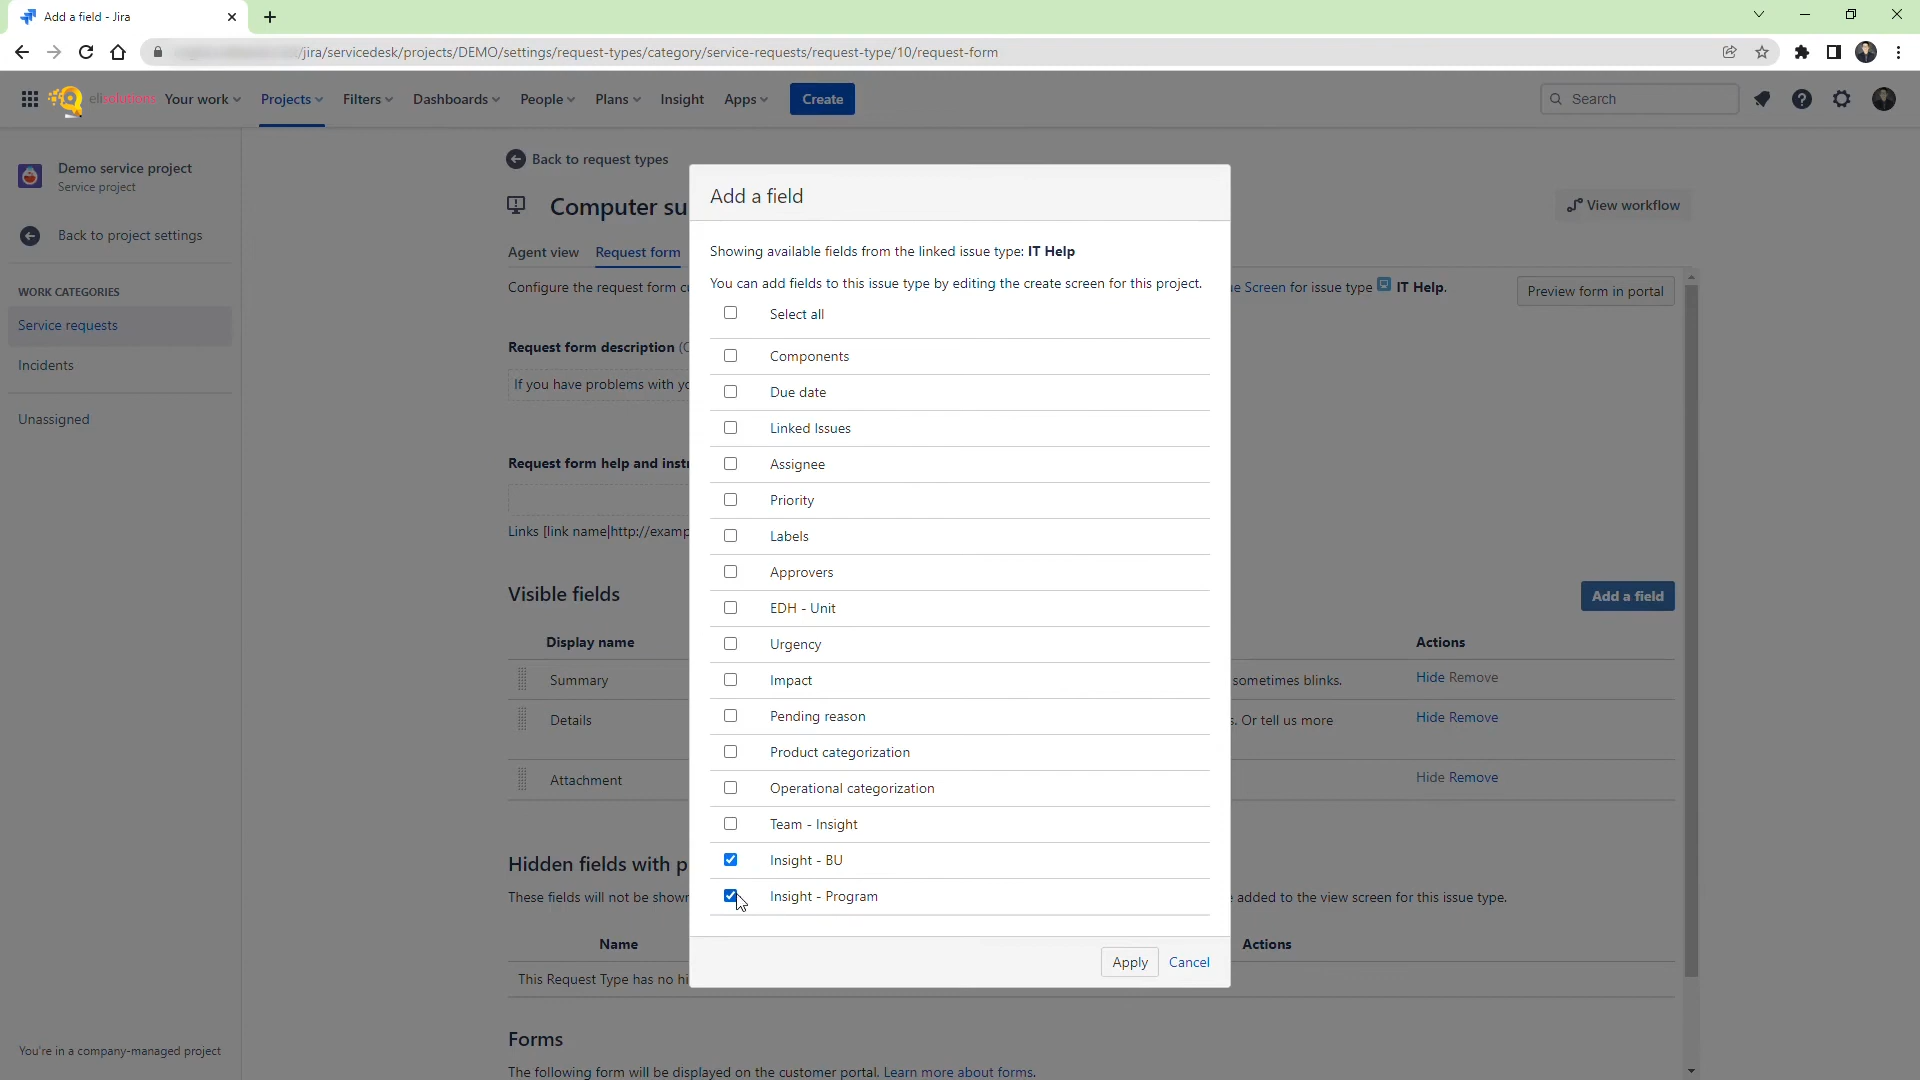 Add a field - Jira
/jira/servicedesk/projects/DEMO/settings/request-types/category/service-requests/request-type/10/request-form
elisolutions
Your work
Projects
Filters
Dashboards
People
Plans
Insight
Apps
Create
Search
Demo service project
Service project
Back to project settings
WORK CATEGORIES
Service requests
Incidents
Unassigned
You're in a company-managed project
Back to request types
Computer su
View workflow
Agent view
Request form
Configure the request form
Screen for issue type IT Help.
Preview form in portal
Request form description
If you have problems with
Request form help and
Links [link name|http://
Visible fields
Add a field
Display name
Actions
Summary
sometimes blinks.
Hide Remove
Details
. Or tell us more
Hide Remove
Attachment
Hide Remove
Hidden fields with p
These fields will not be
added to the view screen for this issue type.
Name
Actions
This Request Type has no
Forms
The following form will be displayed on the customer portal. Learn more about forms.
Add a field
Showing available fields from the linked issue type: IT Help
You can add fields to this issue type by editing the create screen for this project.
Select all
Components
Due date
Linked Issues
Assignee
Priority
Labels
Approvers
EDH - Unit
Urgency
Impact
Pending reason
Product categorization
Operational categorization
Team - Insight
Insight - BU
Insight - Program
Apply
Cancel